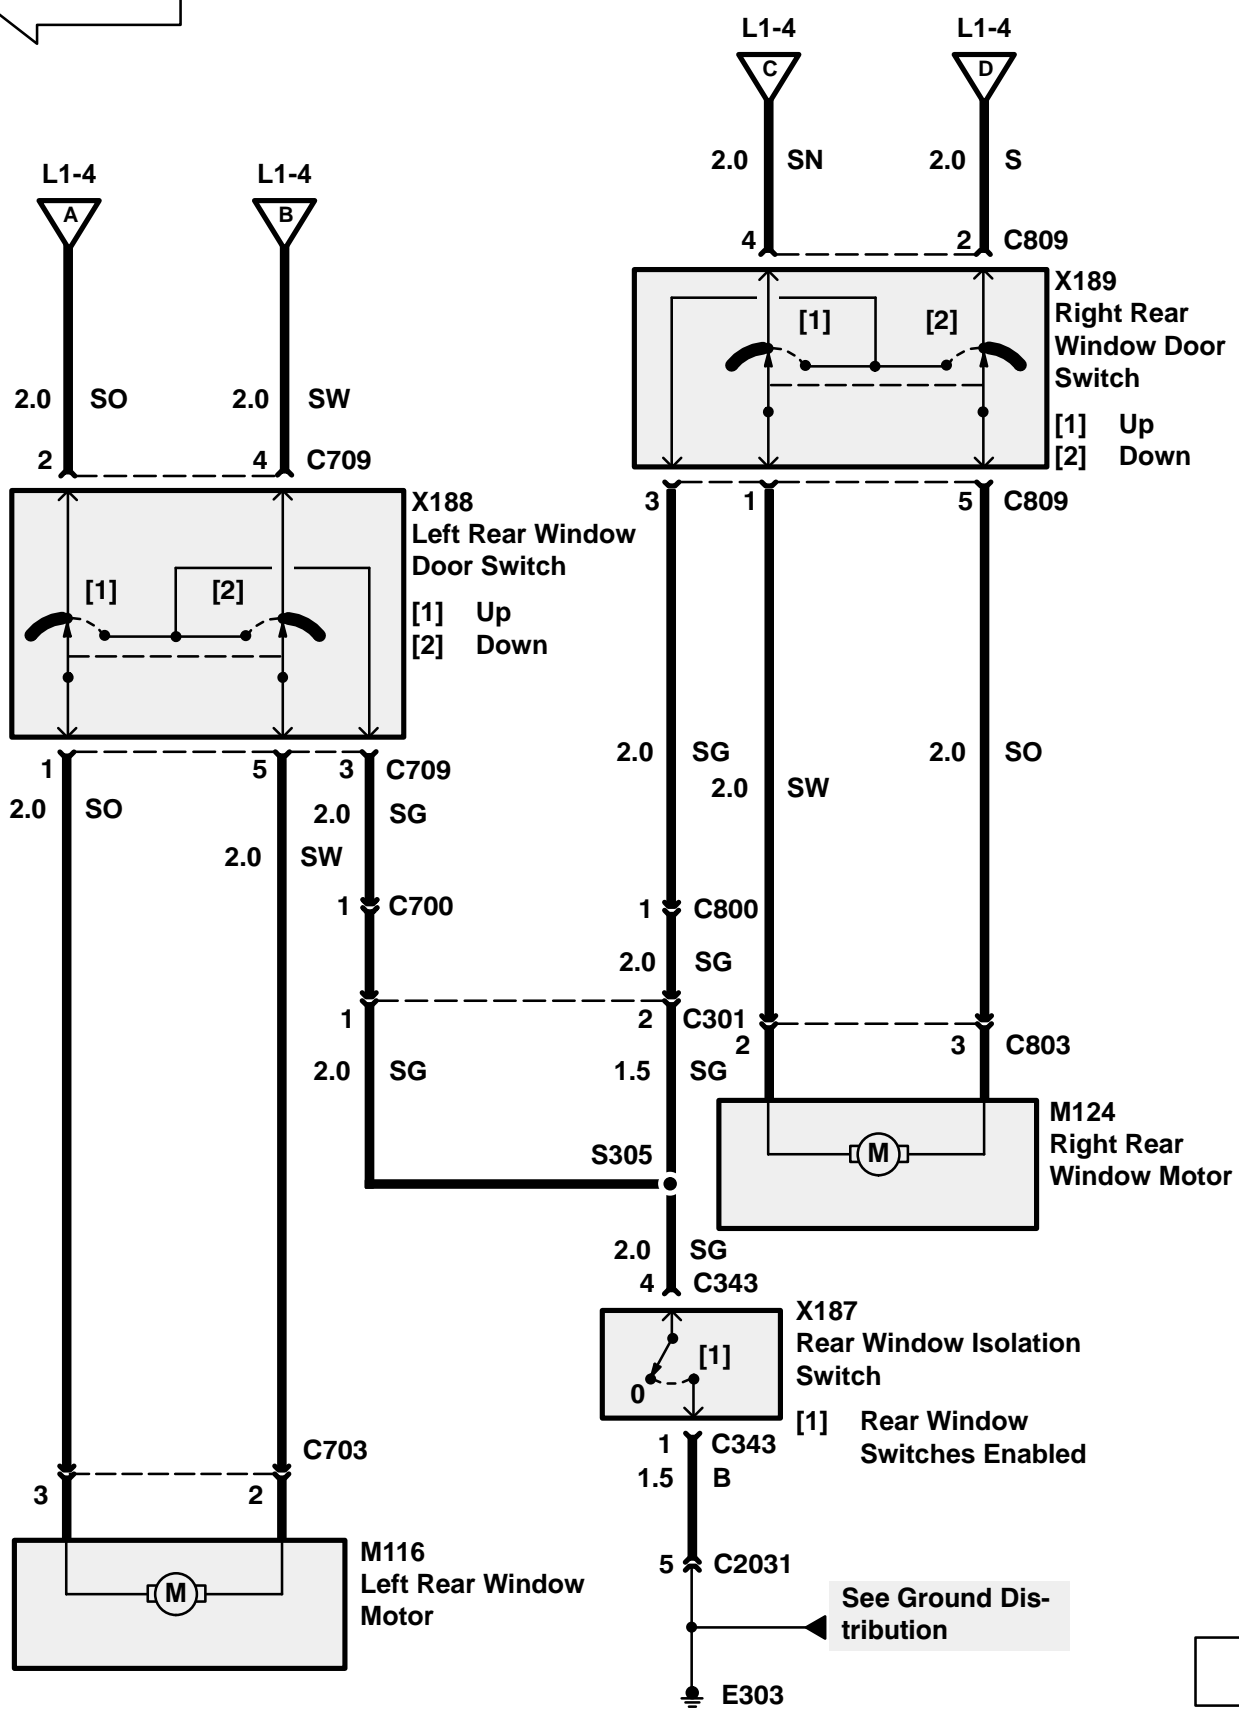 L1-4 L1-4
C D
2.0 SN 2.0 S
L1-4 L1-4
A B
4 2 C809
X189
Right Rear
Window Door
Switch
[1] [2]
[1] Up
[2] Down
2.0 SO 2.0 SW
2 4 C709
3 1 5 C809
X188
Left Rear Window
Door Switch
[1] [2]
[1] Up
[2] Down
2.0 SG 2.0 SO
2.0 SW
1 5 3 C709
2.0 SO 2.0 SG
2.0 SW
1 C700 1 C800
2.0 SG
1 2 C301
2 3 C803
2.0 SG 1.5 SG
M124
Right Rear
Window Motor
M
S305
2.0 SG
4 C343
X187
Rear Window Isolation
Switch
[1]
0
[1] Rear Window
Switches Enabled
1 C343
1.5 B
C703
3 2
M116
Left Rear Window
Motor
M
5 C2031
See Ground Dis-
tribution
E303